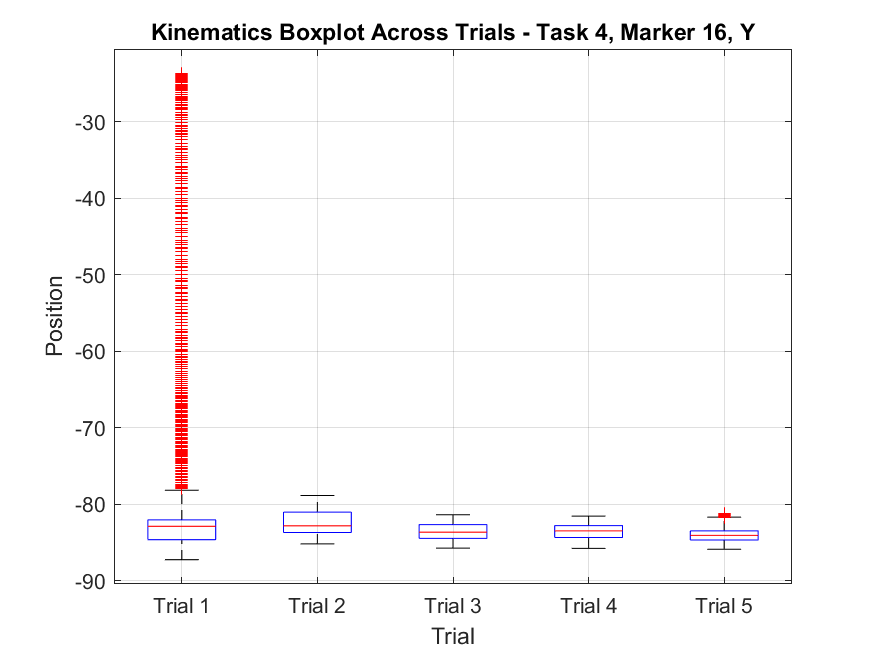 Kinematics Boxplot Across Trials - Task 4, Marker 16, Y
Position
-30
-40
-50
-60
-70
-80
-90
Trial 1 Trial 2 Trial 3 Trial 4 Trial 5
Trial